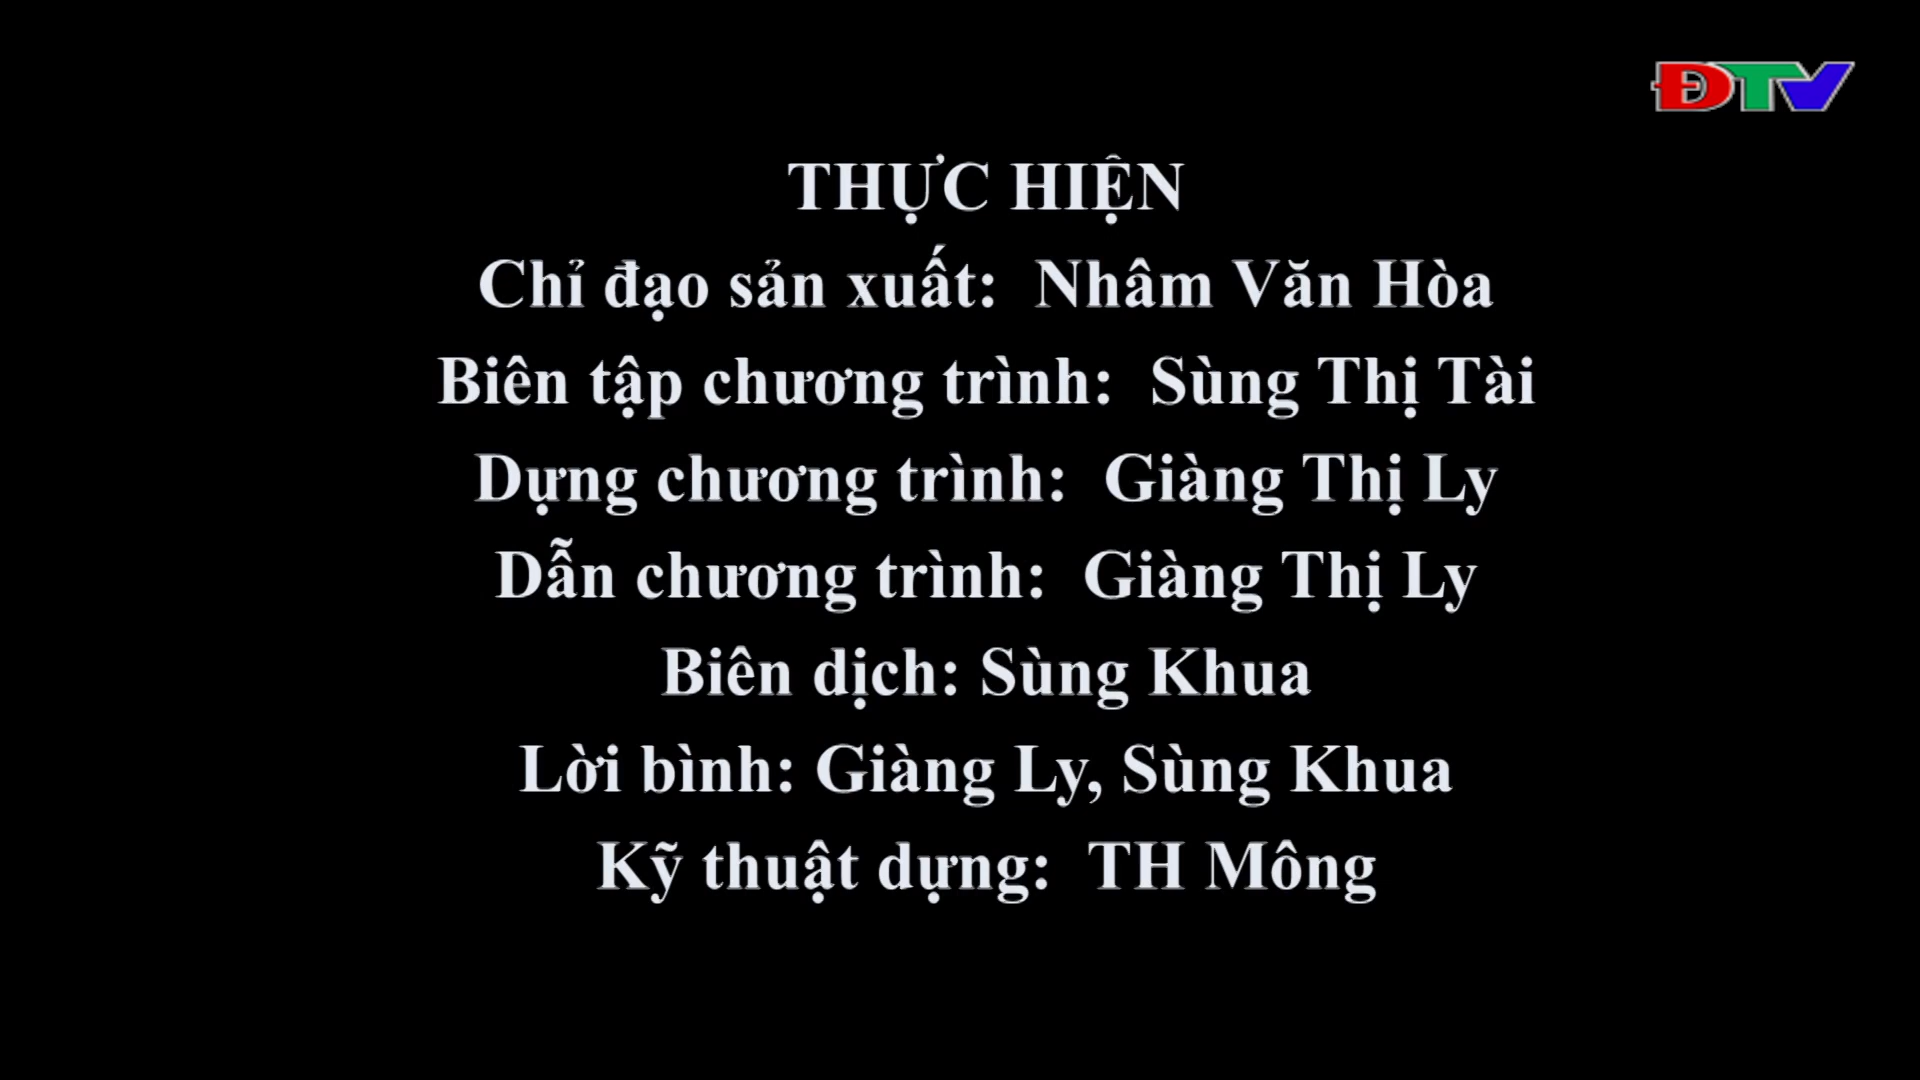 ĐTV
THỰC HIỆN
Chỉ đạo sản xuất: Nhâm Văn Hòa
Biên tập chương trình: Sùng Thị Tài
Dựng chương trình: Giàng Thị Ly
Dẫn chương trình: Giàng Thị Ly
Biên dịch: Sùng Khua
Lời bình: Giàng Ly, Sùng Khua
Kỹ thuật dựng: TH Mông